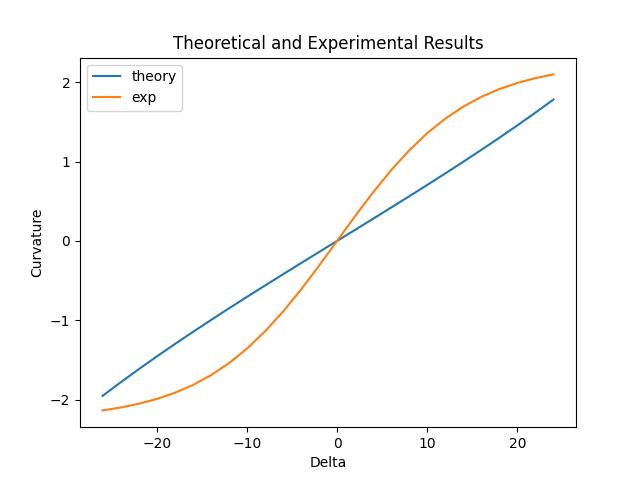 Theoretical and Experimental Results
theory
exp
Curvature
2
1
0
−1
−2
−20
−10
0
10
20
Delta